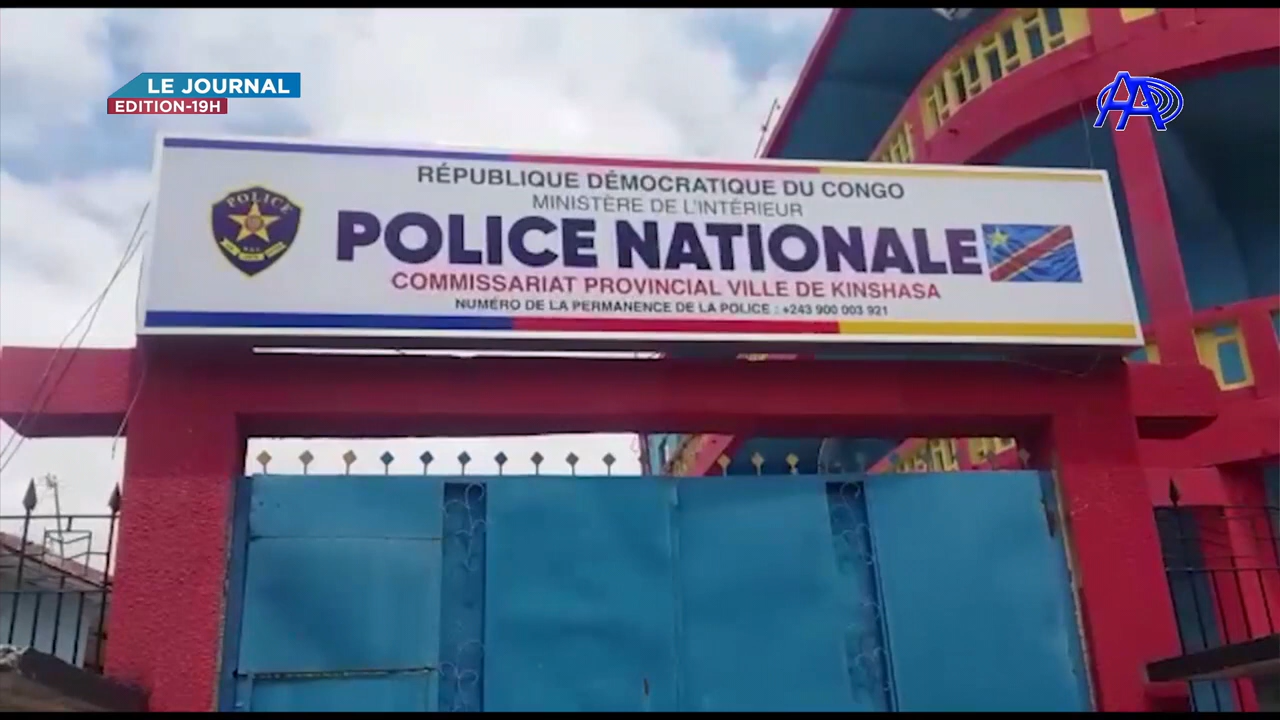 LE JOURNAL
EDITION-19H
AA
RÉPUBLIQUE DÉMOCRATIQUE DU CONGO
MINISTÈRE DE L'INTÉRIEUR
POLICE NATIONALE
COMMISSARIAT PROVINCIAL VILLE DE KINSHASA
NUMÉRO DE LA PERMANENCE DE LA POLICE : +243 900 003 921
POLICE